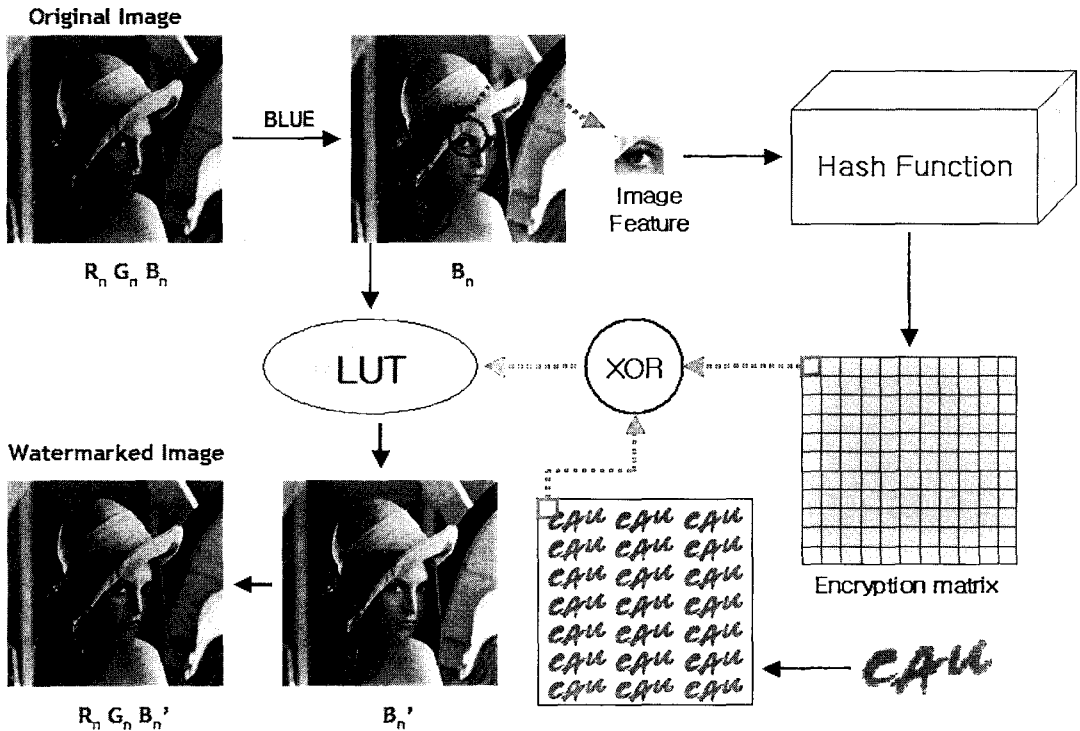 Original Image
BLUE
Hash Function
Image
Feature
Rₙ Gₙ Bₙ
Bₙ
LUT
XOR
Watermarked Image
CAU CAU CAU
CAU CAU CAU
CAU CAU CAU
CAU CAU CAU
CAU CAU CAU
CAU CAU CAU
CAU CAU CAU
Encryption matrix
CAU
Rₙ Gₙ Bₙ'
Bₙ'